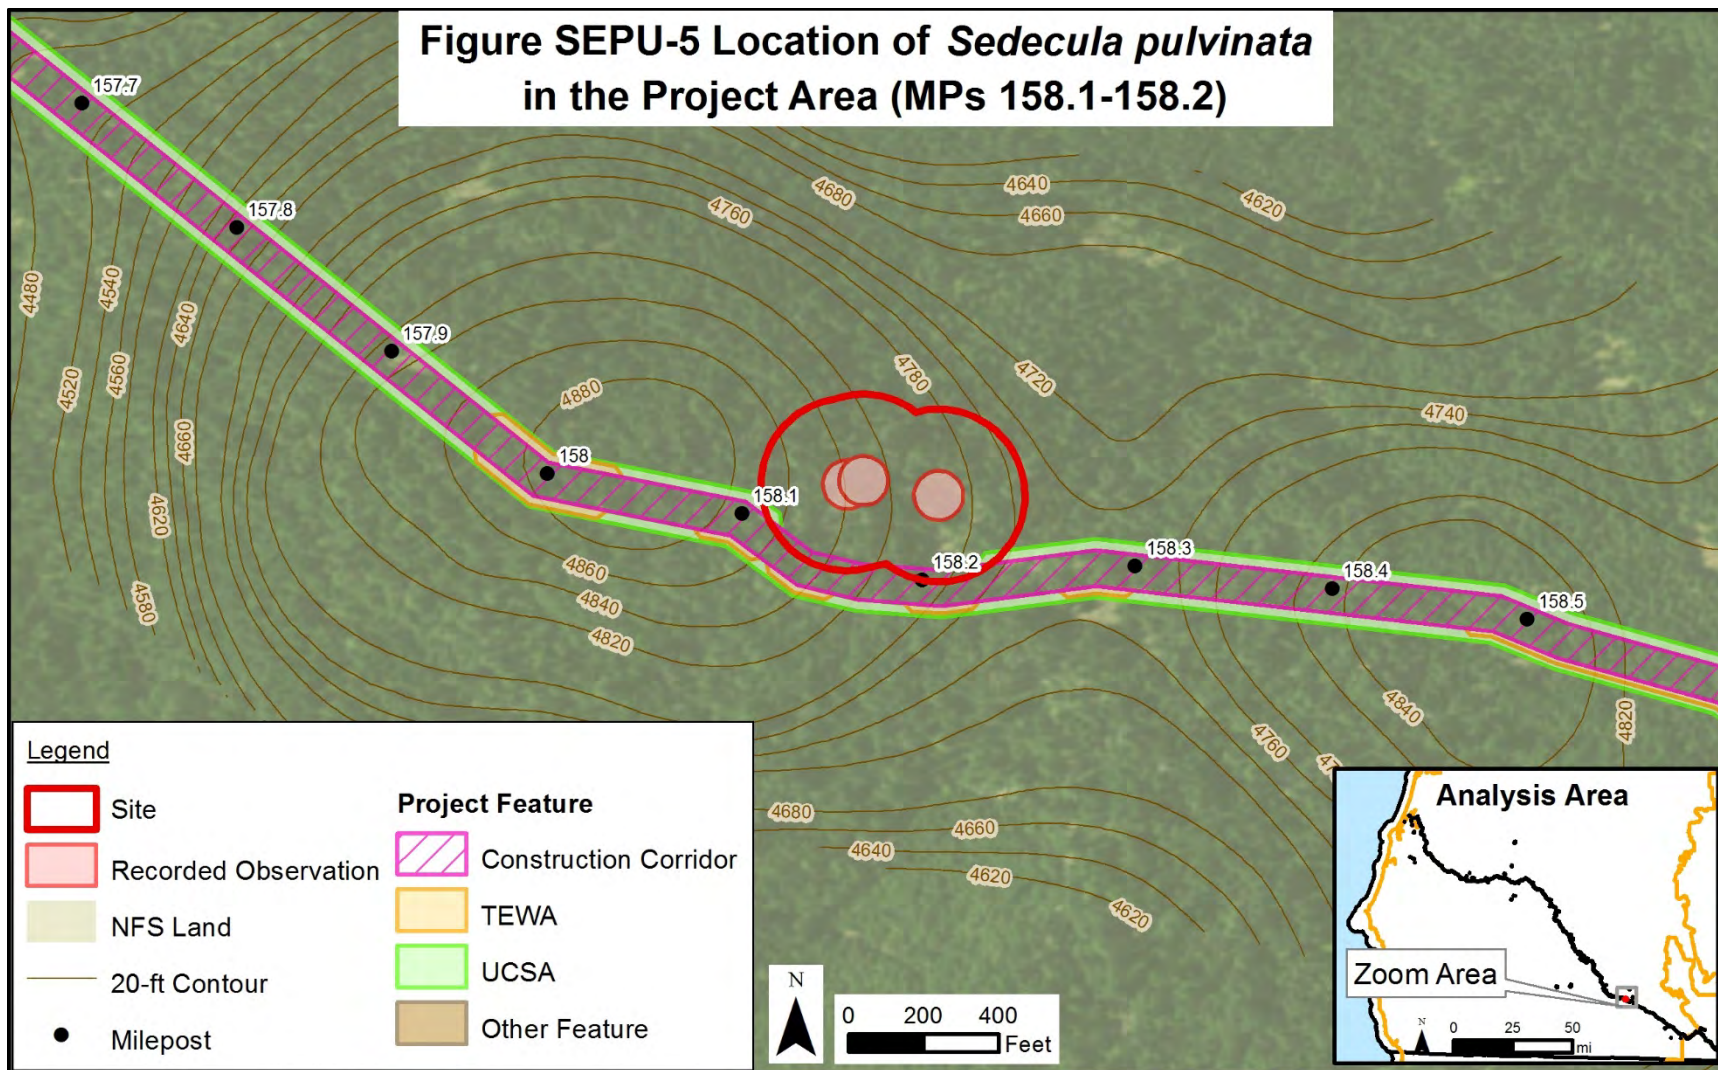 Figure SEPU-5 Location of Sedecula pulvinata
in the Project Area (MPs 158.1-158.2)
157.7
157.8
157.9
158
158.1
158.2
158.3
158.4
158.5
4480
4520
4540
4560
4640
4660
4620
4580
4760
4680
4640
4660
4620
4880
4780
4720
4740
4860
4840
4820
4840
4820
4760
4680
4660
4640
4620
4620
Legend
Site
Recorded Observation
NFS Land
20-ft Contour
Milepost
Project Feature
Construction Corridor
TEWA
UCSA
Other Feature
N
0 200 400
Feet
Analysis Area
Zoom Area
N
0 25 50
mi